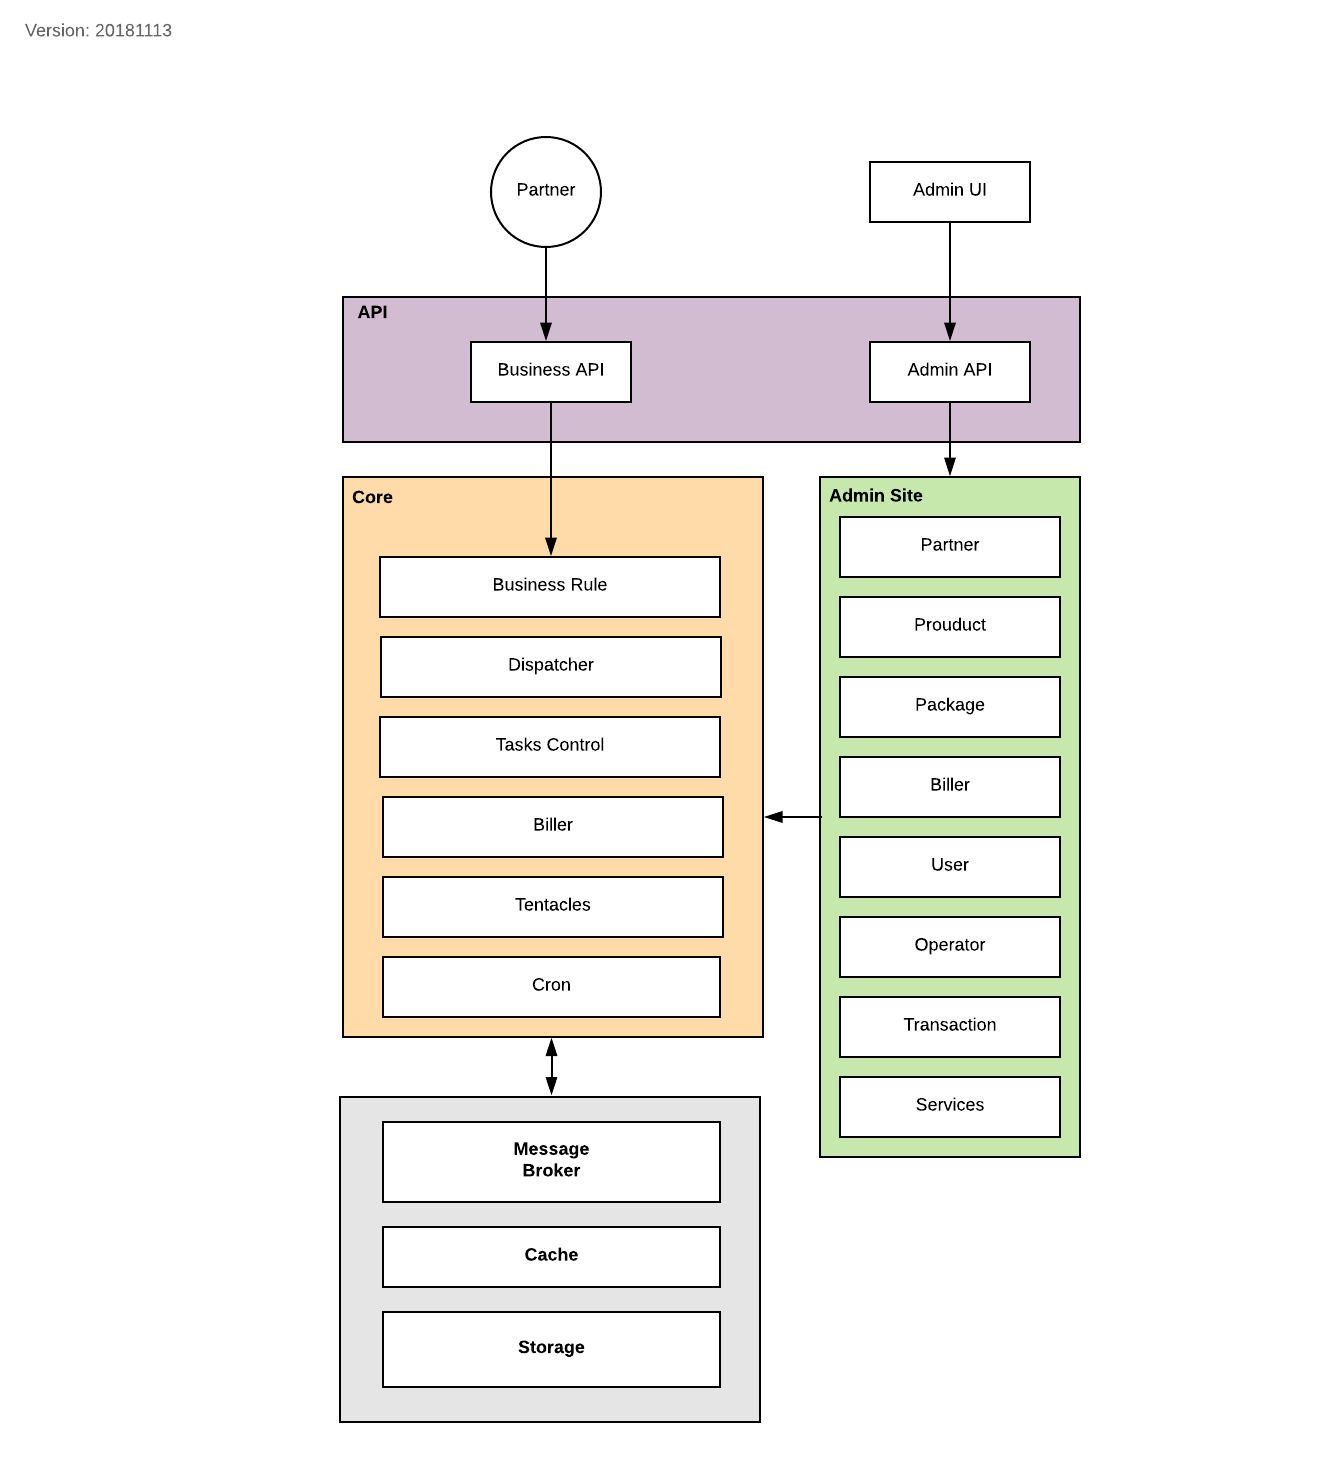 Version: 20181113
Partner
Admin UI
API
Business API
Admin API
Core
Business Rule
Dispatcher
Tasks Control
Biller
Tentacles
Cron
Admin Site
Partner
Prouduct
Package
Biller
User
Operator
Transaction
Services
Message
Broker
Cache
Storage